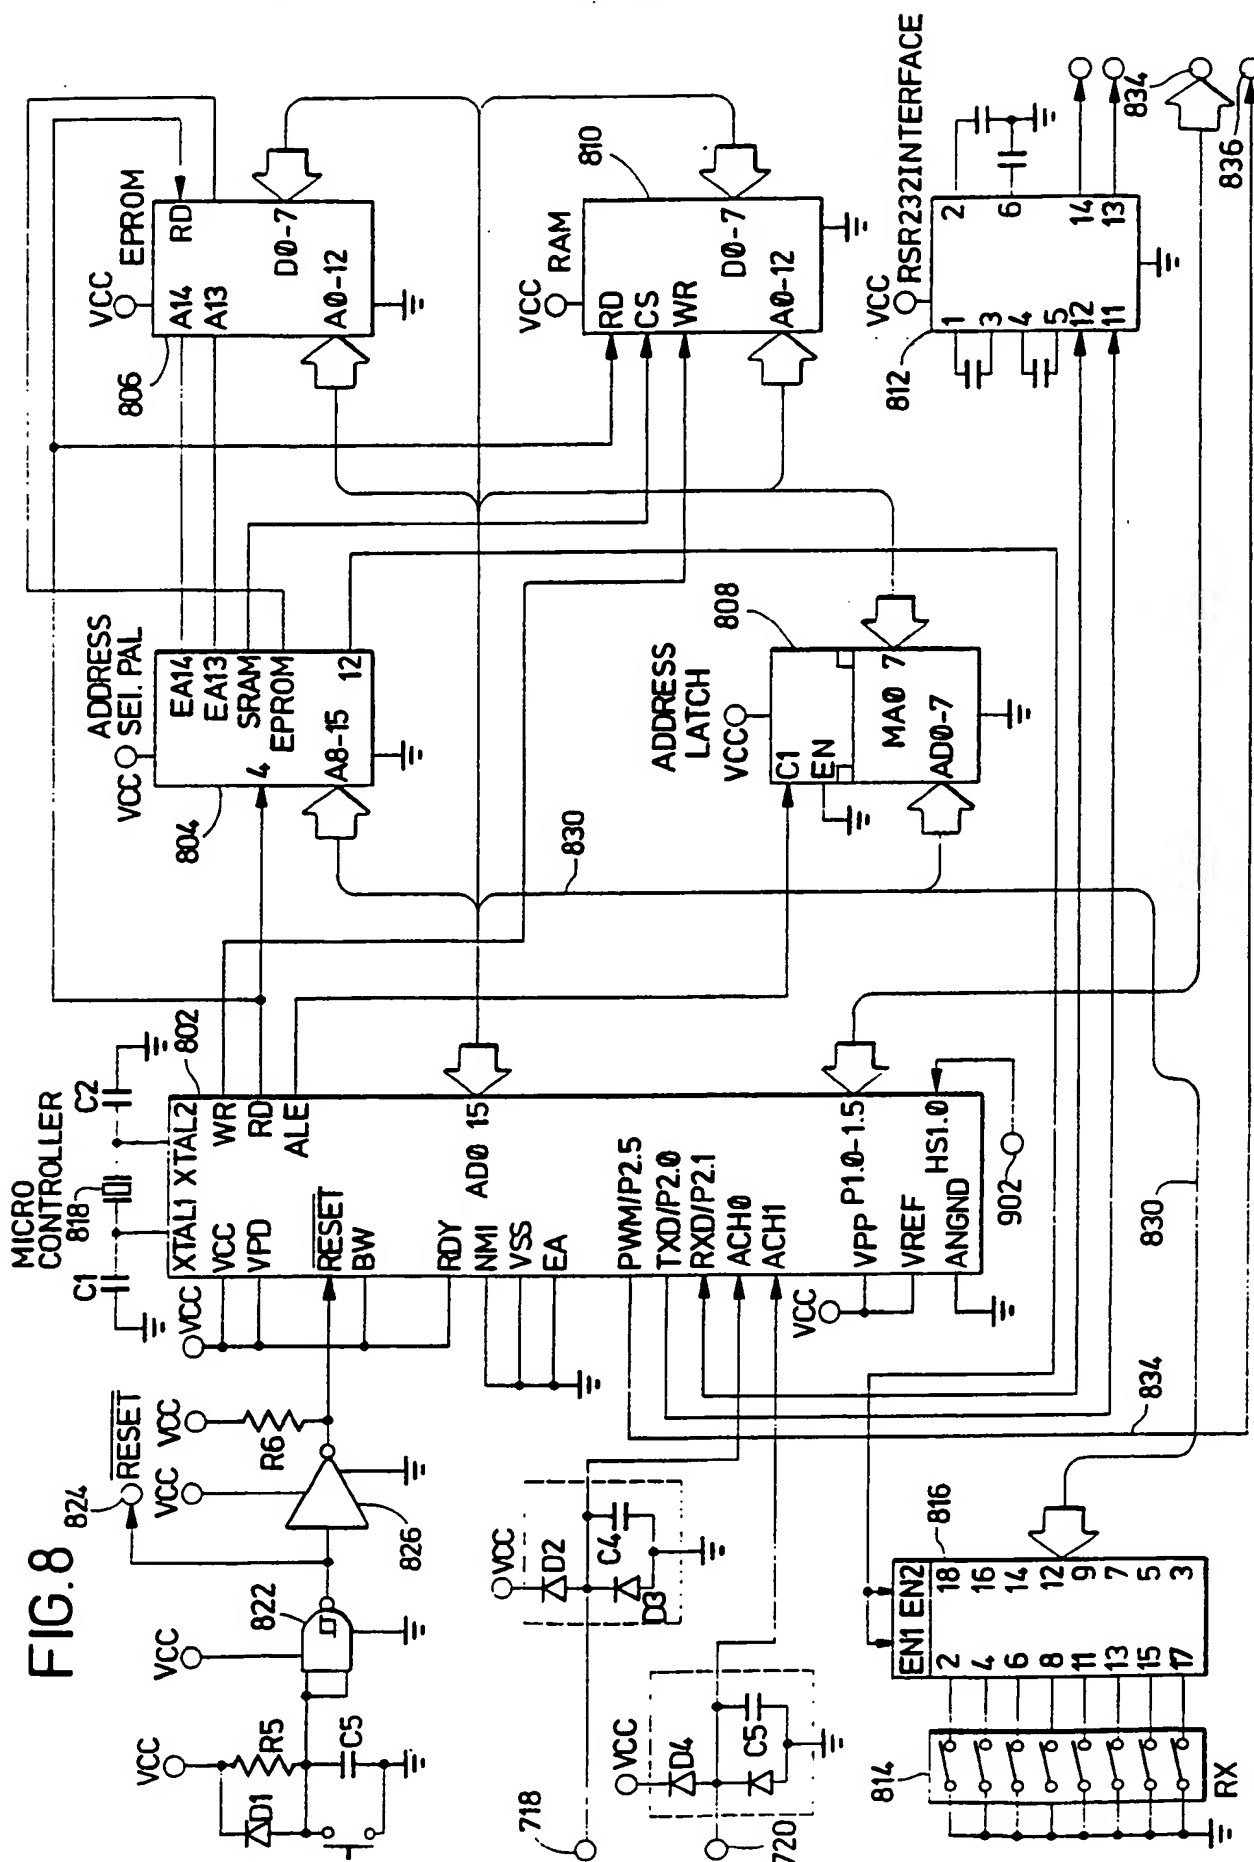 FIG.8
VCC
D1
R5
C5
VCC
822
824
RESET
VCC
VCC
R6
826
MICRO
CONTROLLER
C1
818
C2
802
XTAL1 XTAL2
VCC
VCC
VPD
RESET
BW
RDY
NMI
VSS
EA
PWM/P2.5
TXD/P2.0
RXD/P2.1
ACH0
ACH1
VPP
VREF
ANGND
VCC
WR
RD
ALE
AD0 15
P1.0-1.5
HS1.0
902
ADDRESS
SEI. PAL
VCC
804
4
A8-15
EA14
EA13
SRAM
EPROM
12
VCC
EPROM
806
A14
A13
RD
D0-7
A0-12
VCC
RAM
810
RD
CS
WR
D0-7
A0-12
830
ADDRESS
LATCH
VCC
808
C1
EN
MA0 7
AD0-7
VCC
RSR232INTERFACE
812
1
3
4
5
12
11
2
6
14
13
834
836
718
VCC
D2
C4
D3
720
VCC
D4
C5
834
830
814
RX
816
EN1 EN2
2 18
4 16
6 14
8 12
11 9
13 7
15 5
17 3